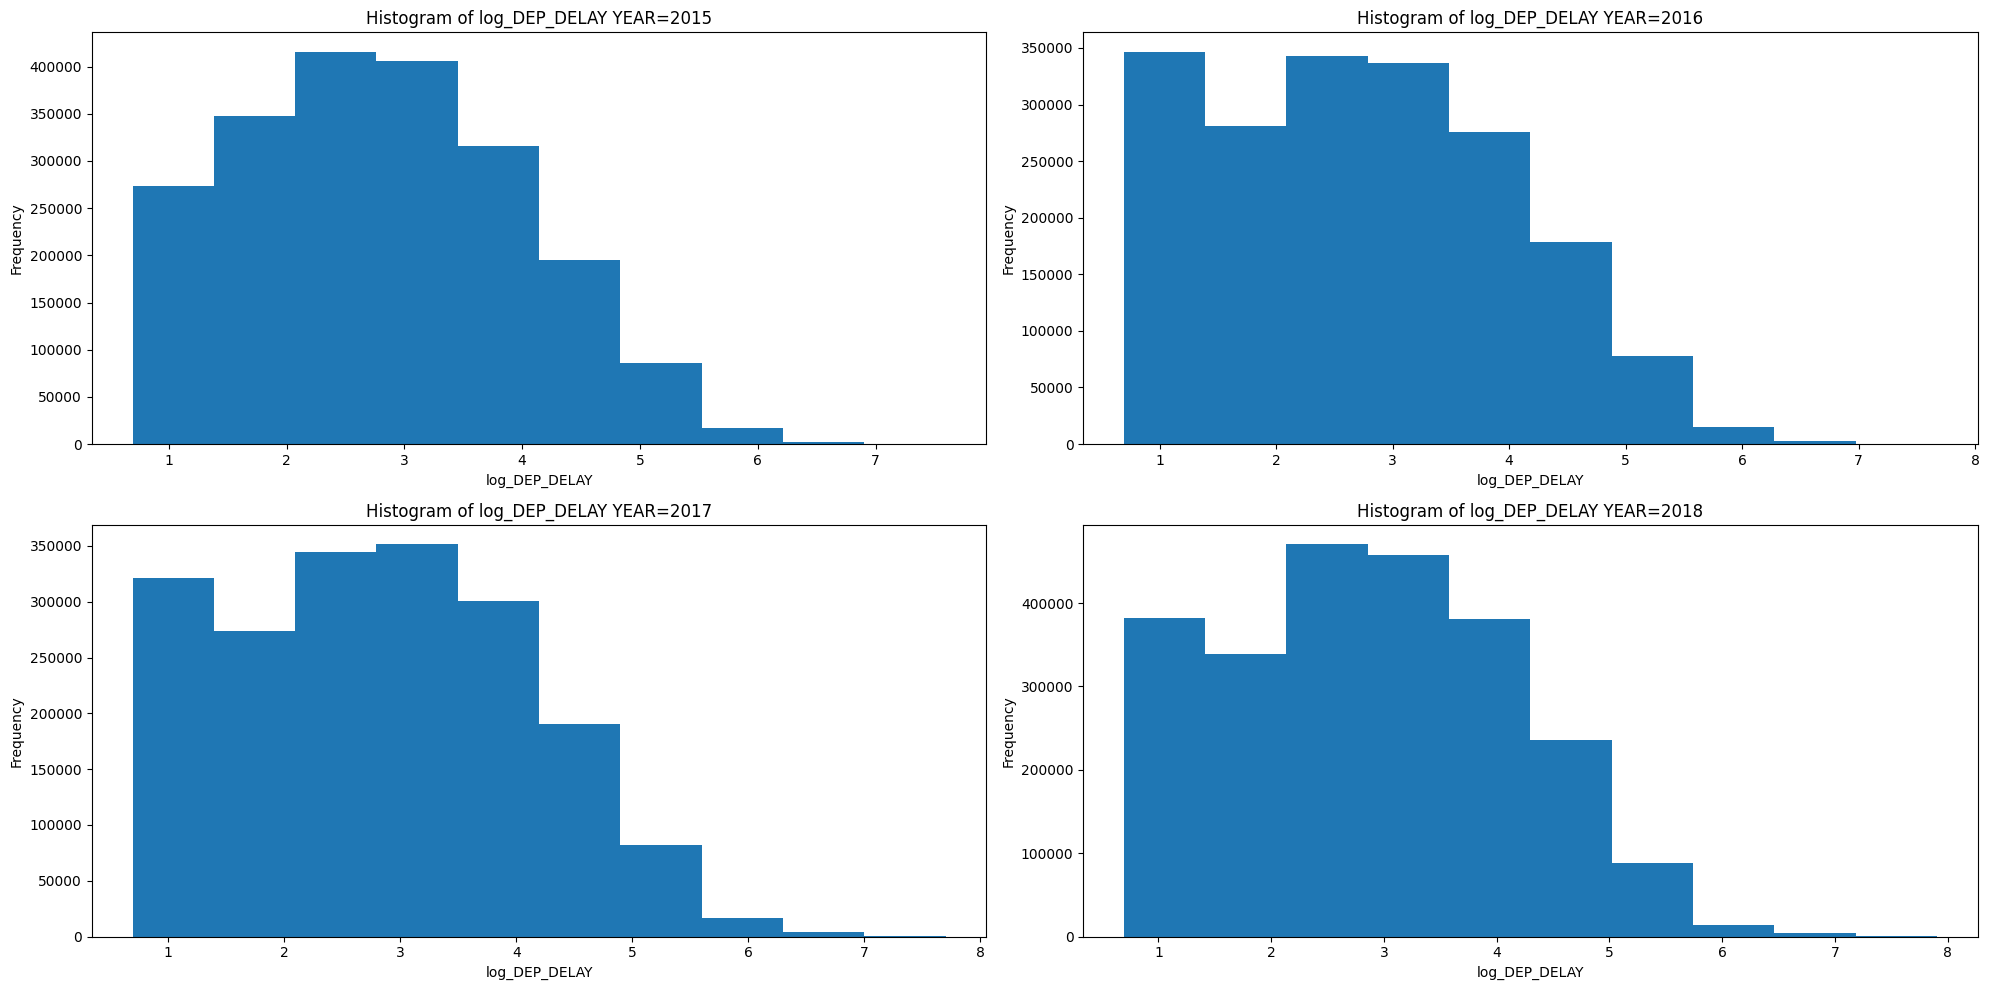 Histogram of log_DEP_DELAY YEAR=2015
400000
350000
300000
250000
200000
150000
100000
50000
0
Frequency
1 2 3 4 5 6 7
log_DEP_DELAY
Histogram of log_DEP_DELAY YEAR=2016
350000
300000
250000
200000
150000
100000
50000
0
Frequency
1 2 3 4 5 6 7 8
log_DEP_DELAY
Histogram of log_DEP_DELAY YEAR=2017
350000
300000
250000
200000
150000
100000
50000
0
Frequency
1 2 3 4 5 6 7 8
log_DEP_DELAY
Histogram of log_DEP_DELAY YEAR=2018
400000
300000
200000
100000
0
Frequency
1 2 3 4 5 6 7 8
log_DEP_DELAY